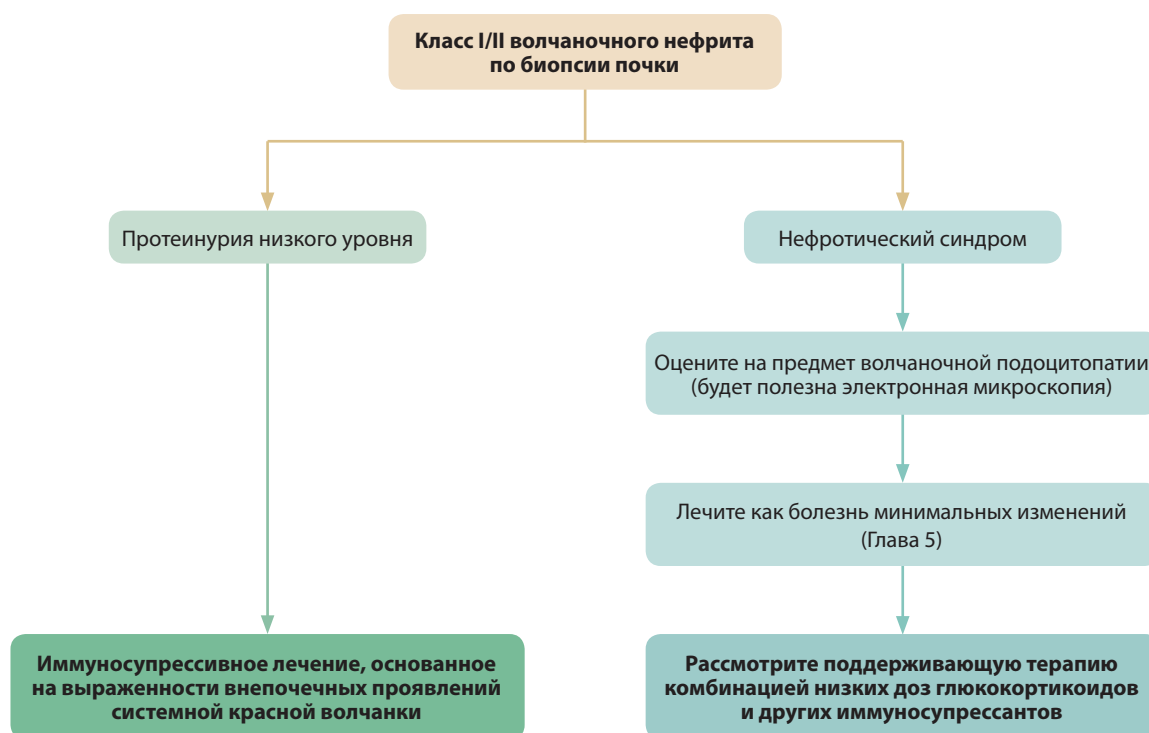 Класс I/II волчаночного нефрита
по биопсии почки
Протеинурия низкого уровня
Нефротический синдром
Оцените на предмет волчаночной подоцитопатии
(будет полезна электронная микроскопия)
Лечите как болезнь минимальных изменений
(Глава 5)
Иммуносупрессивное лечение, основанное
на выраженности внепочечных проявлений
системной красной волчанки
Рассмотрите поддерживающую терапию
комбинацией низких доз глюкокортикоидов
и других иммуносупрессантов